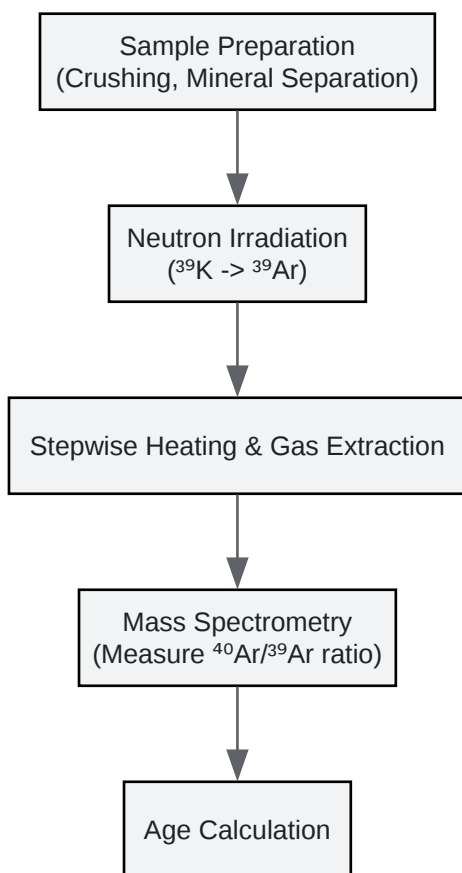 Sample Preparation
(Crushing, Mineral Separation)
Neutron Irradiation
(³⁹K -> ³⁹Ar)
Stepwise Heating & Gas Extraction
Mass Spectrometry
(Measure ⁴⁰Ar/³⁹Ar ratio)
Age Calculation